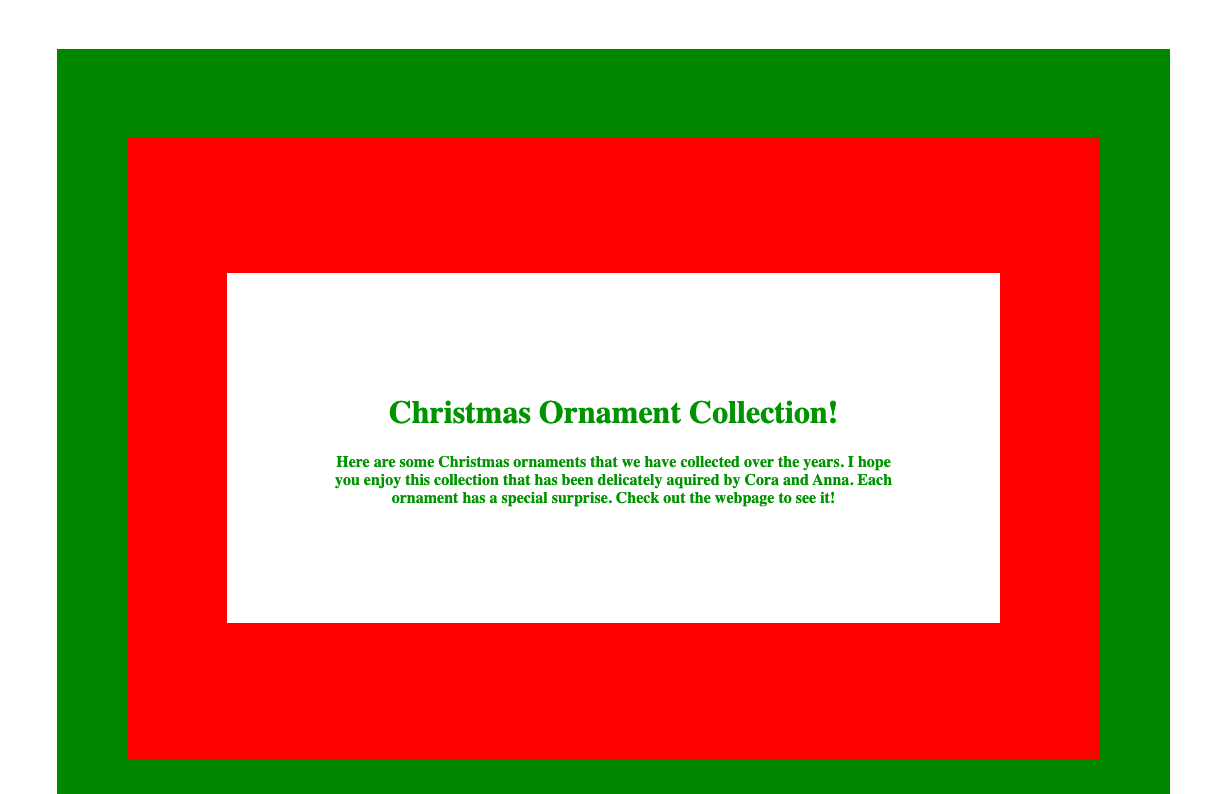 Christmas Ornament Collection!
Here are some Christmas ornaments that we have collected over the years. I hope
you enjoy this collection that has been delicately aquired by Cora and Anna. Each
ornament has a special surprise. Check out the webpage to see it!